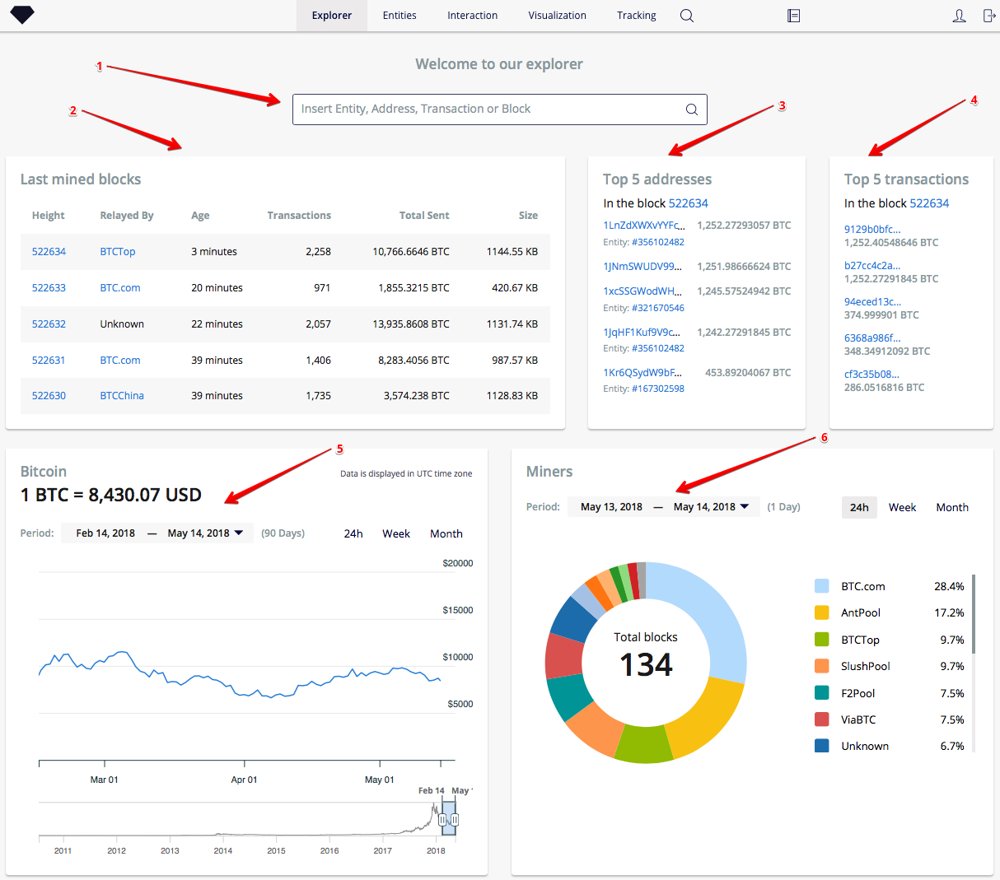 Explorer Entities Interaction Visualization Tracking
1
Welcome to our explorer
Insert Entity, Address, Transaction or Block
2
3
4
Last mined blocks
Height Relayed By Age Transactions Total Sent Size
522634 BTCTop 3 minutes 2,258 10,766.6646 BTC 1144.55 KB
522633 BTC.com 20 minutes 971 1,855.3215 BTC 420.67 KB
522632 Unknown 22 minutes 2,057 13,935.8608 BTC 1131.74 KB
522631 BTC.com 39 minutes 1,406 8,283.4056 BTC 987.57 KB
522630 BTCChina 39 minutes 1,735 3,574.238 BTC 1128.83 KB
Top 5 addresses
In the block 522634
1LnZdXWXvYYFc... 1,252.27293057 BTC
Entity: #356102482
1JNmSWUDV99... 1,251.98666624 BTC
1xcSSGWodWH... 1,245.57524942 BTC
Entity: #321670546
1JqHF1Kuf9V9c... 1,242.27291845 BTC
Entity: #356102482
1Kr6QSydW9bF... 453.89204067 BTC
Entity: #167302598
Top 5 transactions
In the block 522634
9129b0bfc...
1,252.40548646 BTC
b27cc4c2a...
1,252.27291845 BTC
94eced13c...
374.999901 BTC
6368a986f...
348.34912092 BTC
cf3c35b08...
286.0516816 BTC
5
Bitcoin
Data is displayed in UTC time zone
1 BTC = 8,430.07 USD
Period: Feb 14, 2018 — May 14, 2018 (90 Days) 24h Week Month
$20000
$15000
$10000
$5000
Mar 01 Apr 01 May 01
Feb 14 May
2011 2012 2013 2014 2015 2016 2017 2018
6
Miners
Period: May 13, 2018 — May 14, 2018 (1 Day) 24h Week Month
Total blocks
134
BTC.com 28.4%
AntPool 17.2%
BTCTop 9.7%
SlushPool 9.7%
F2Pool 7.5%
ViaBTC 7.5%
Unknown 6.7%